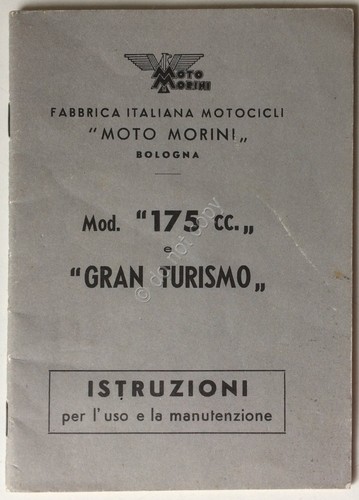 MOTO
MORINI
FABBRICA ITALIANA MOTOCICLI
"MOTO MORINI„
BOLOGNA
Mod. "175 cc.„
e
"GRAN TURISMO„
ISTRUZIONI
per l'uso e la manutenzione